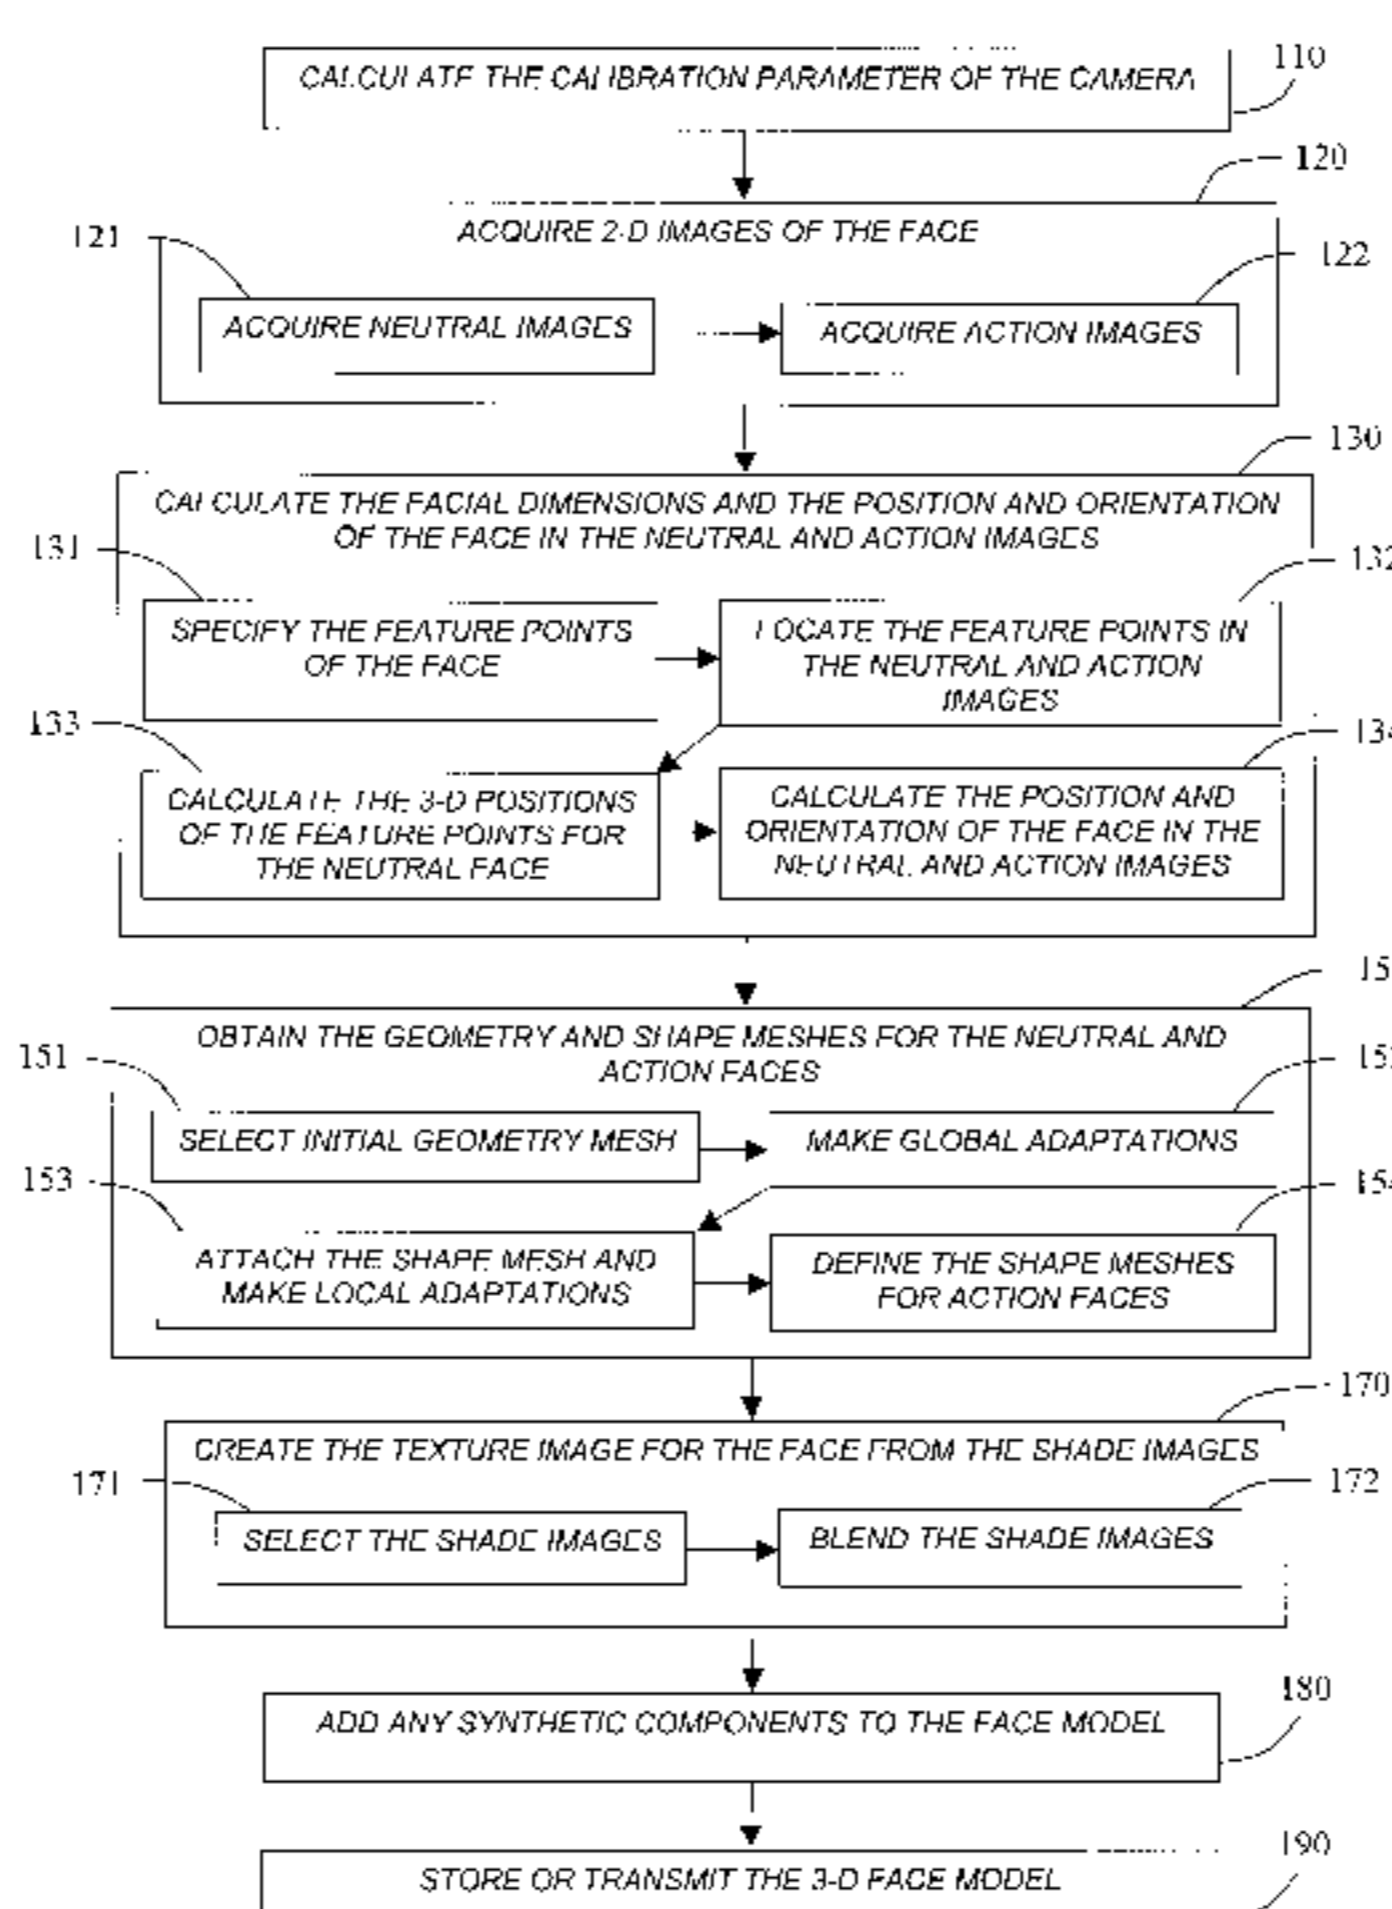 110
CALCULATE THE CALIBRATION PARAMETER OF THE CAMERA
120
ACQUIRE 2-D IMAGES OF THE FACE
121
122
ACQUIRE NEUTRAL IMAGES
ACQUIRE ACTION IMAGES
130
CALCULATE THE FACIAL DIMENSIONS AND THE POSITION AND ORIENTATION
OF THE FACE IN THE NEUTRAL AND ACTION IMAGES
131
132
SPECIFY THE FEATURE POINTS
OF THE FACE
LOCATE THE FEATURE POINTS IN
THE NEUTRAL AND ACTION
IMAGES
133
134
CALCULATE THE 3-D POSITIONS
OF THE FEATURE POINTS FOR
THE NEUTRAL FACE
CALCULATE THE POSITION AND
ORIENTATION OF THE FACE IN THE
NEUTRAL AND ACTION IMAGES
15
OBTAIN THE GEOMETRY AND SHAPE MESHES FOR THE NEUTRAL AND
ACTION FACES
151
SELECT INITIAL GEOMETRY MESH
MAKE GLOBAL ADAPTATIONS
153
154
ATTACH THE SHAPE MESH AND
MAKE LOCAL ADAPTATIONS
DEFINE THE SHAPE MESHES
FOR ACTION FACES
170
CREATE THE TEXTURE IMAGE FOR THE FACE FROM THE SHADE IMAGES
171
172
SELECT THE SHADE IMAGES
BLEND THE SHADE IMAGES
180
ADD ANY SYNTHETIC COMPONENTS TO THE FACE MODEL
190
STORE OR TRANSMIT THE 3-D FACE MODEL